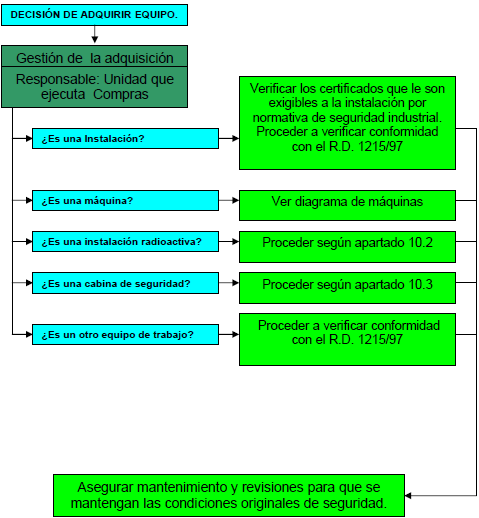 DECISIÓN DE ADQUIRIR EQUIPO.
Gestión de la adquisición
Responsable: Unidad que
ejecuta Compras
¿Es una Instalación?
Verificar los certificados que le son
exigibles a la instalación por
normativa de seguridad industrial.
Proceder a verificar conformidad
con el R.D. 1215/97
¿Es una máquina?
Ver diagrama de máquinas
¿Es una instalación radioactiva?
Proceder según apartado 10.2
¿Es una cabina de seguridad?
Proceder según apartado 10.3
¿Es un otro equipo de trabajo?
Proceder a verificar conformidad
con el R.D. 1215/97
Asegurar mantenimiento y revisiones para que se
mantengan las condiciones originales de seguridad.